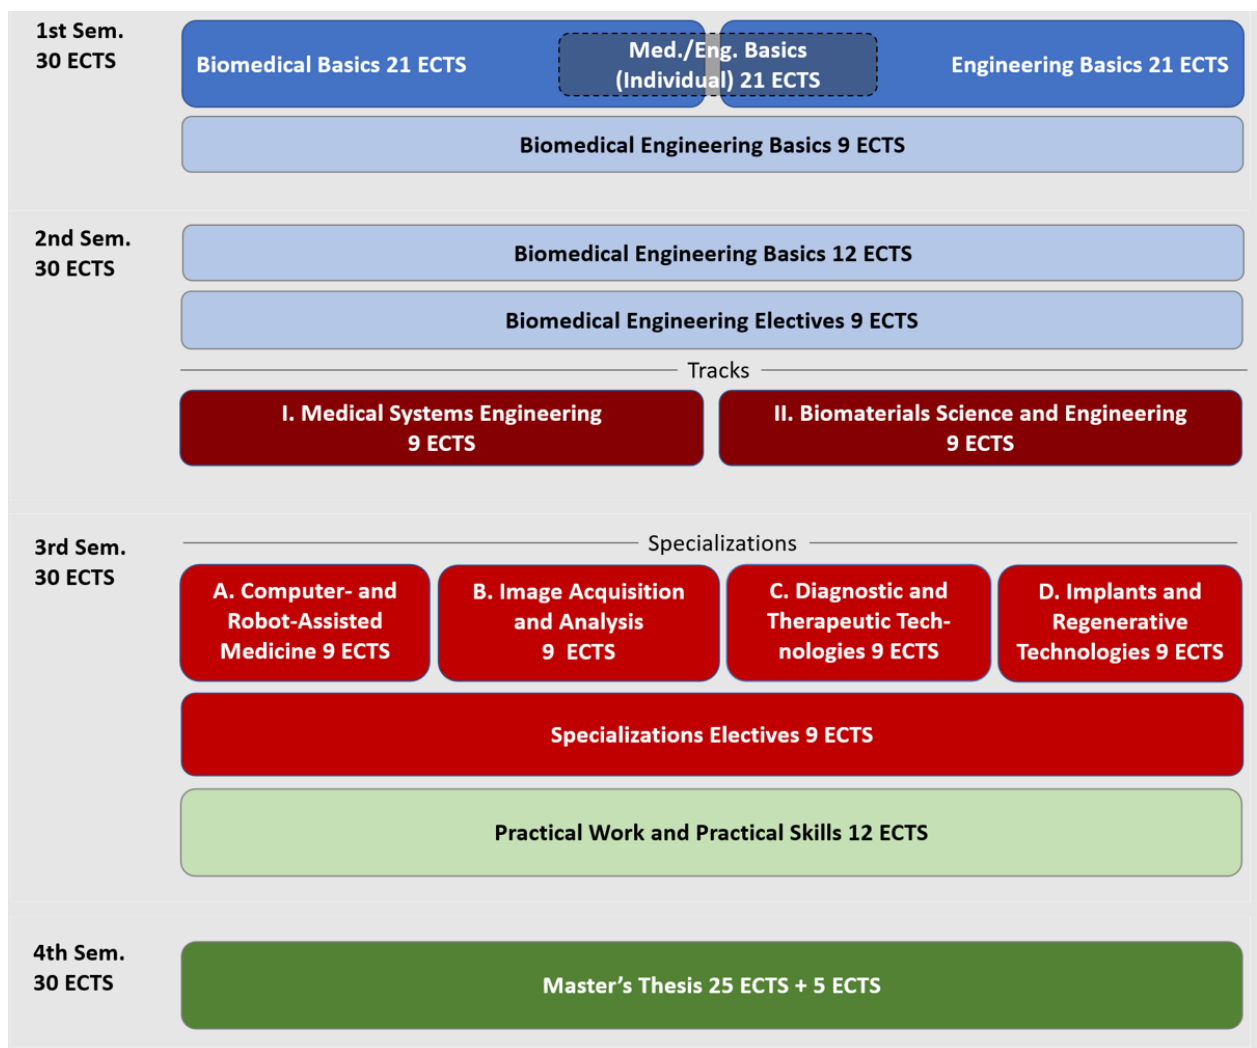 1st Sem.
30 ECTS
Biomedical Basics 21 ECTS
Med./Eng. Basics
(Individual) 21 ECTS
Engineering Basics 21 ECTS
Biomedical Engineering Basics 9 ECTS
2nd Sem.
30 ECTS
Biomedical Engineering Basics 12 ECTS
Biomedical Engineering Electives 9 ECTS
Tracks
I. Medical Systems Engineering
9 ECTS
II. Biomaterials Science and Engineering
9 ECTS
3rd Sem.
30 ECTS
Specializations
A. Computer- and
Robot-Assisted
Medicine 9 ECTS
B. Image Acquisition
and Analysis
9 ECTS
C. Diagnostic and
Therapeutic Tech-
nologies 9 ECTS
D. Implants and
Regenerative
Technologies 9 ECTS
Specializations Electives 9 ECTS
Practical Work and Practical Skills 12 ECTS
4th Sem.
30 ECTS
Master’s Thesis 25 ECTS + 5 ECTS